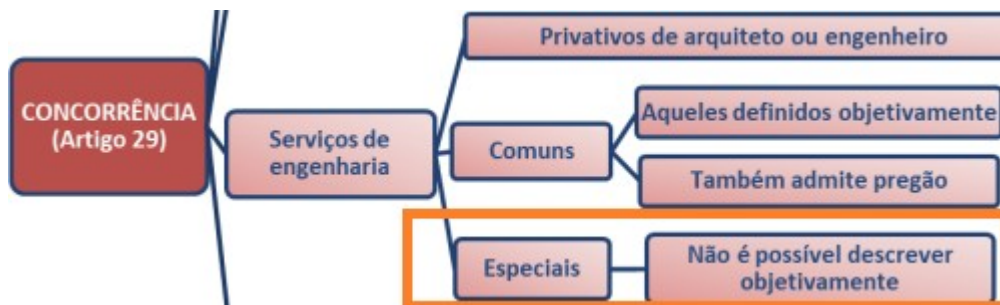 CONCORRÊNCIA
(Artigo 29)
Serviços de
engenharia
Privativos de arquiteto ou engenheiro
Comuns
Aqueles definidos objetivamente
Também admite pregão
Especiais
Não é possível descrever
objetivamente